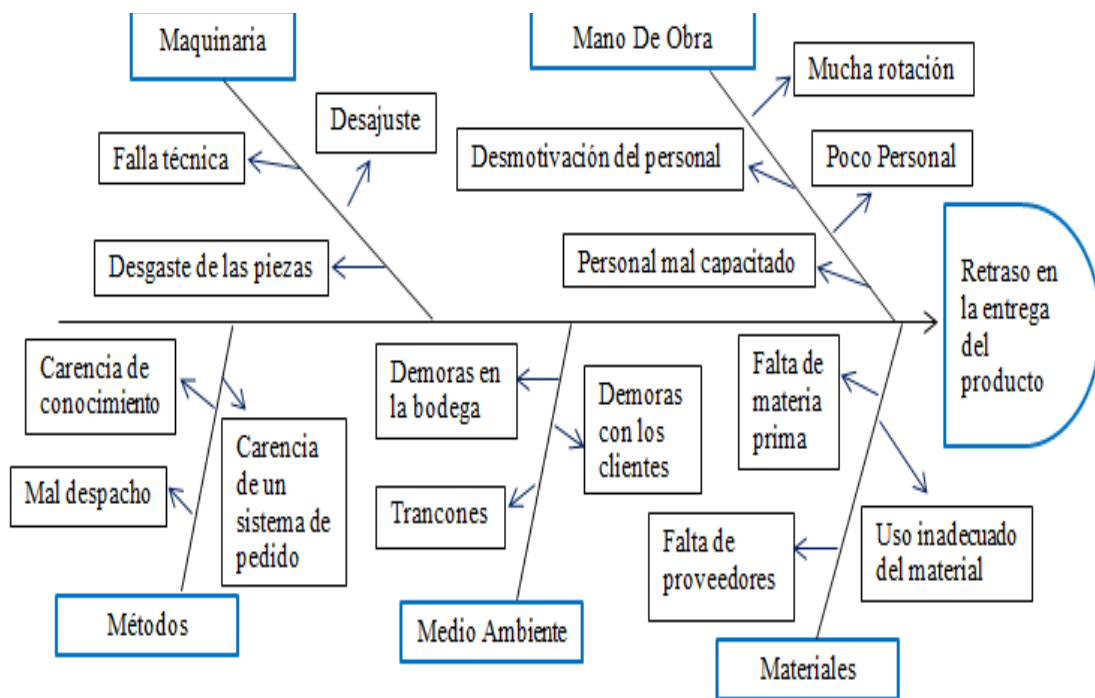 Maquinaria
Mano De Obra
Mucha rotación
Desajuste
Falla técnica
Desmotivación del personal
Poco Personal
Desgaste de las piezas
Personal mal capacitado
Retraso en
la entrega
del
producto
Carencia de
conocimiento
Demoras en
la bodega
Falta de
materia
prima
Demoras
con los
clientes
Carencia
de un
sistema de
pedido
Mal despacho
Trancones
Falta de
proveedores
Uso inadecuado
del material
Métodos
Medio Ambiente
Materiales